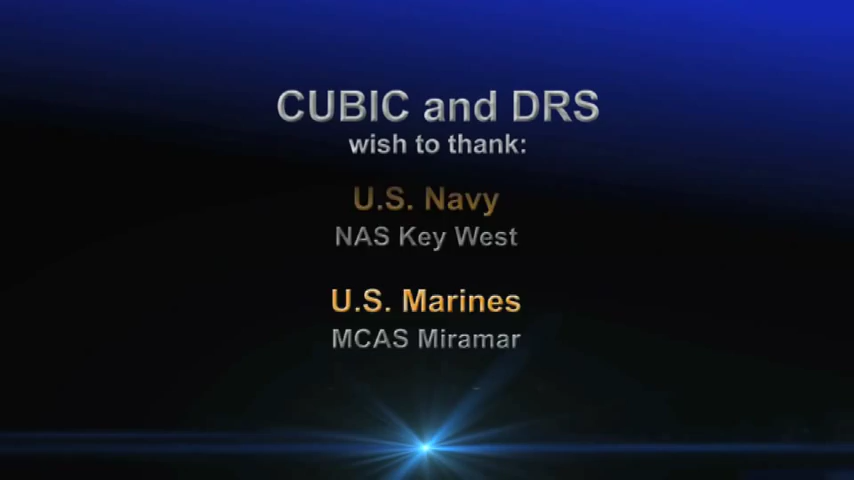 CUBIC and DRS
wish to thank:
U.S. Navy
NAS Key West
U.S. Marines
MCAS Miramar